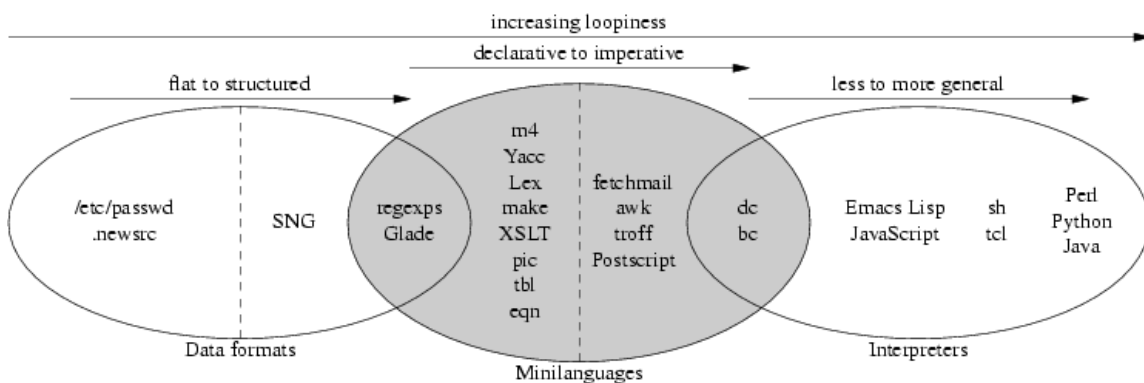 increasing loopiness
declarative to imperative
flat to structured
less to more general
/etc/passwd
.newsrc
SNG
regexps
Glade
m4
Yacc
Lex
make
XSLT
pic
tbl
eqn
fetchmail
awk
troff
Postscript
dc
bc
Emacs Lisp
JavaScript
sh
tcl
Perl
Python
Java
Data formats
Minilanguages
Interpreters